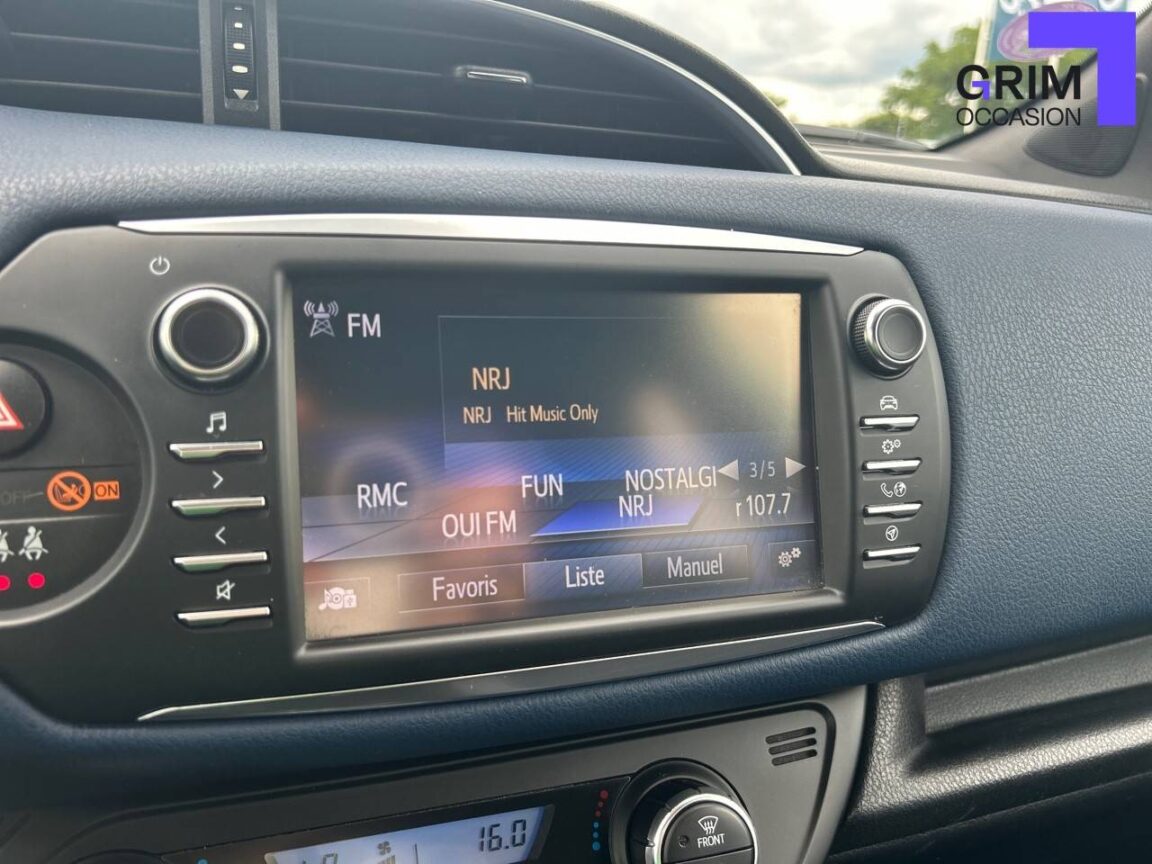 GRIM
OCCASION
FM
NRJ
NRJ Hit Music Only
3/5
RMC
FUN
NOSTALGI
OUI FM
NRJ
r 107.7
Favoris
Liste
Manuel
OFF
ON
16.0
FRONT